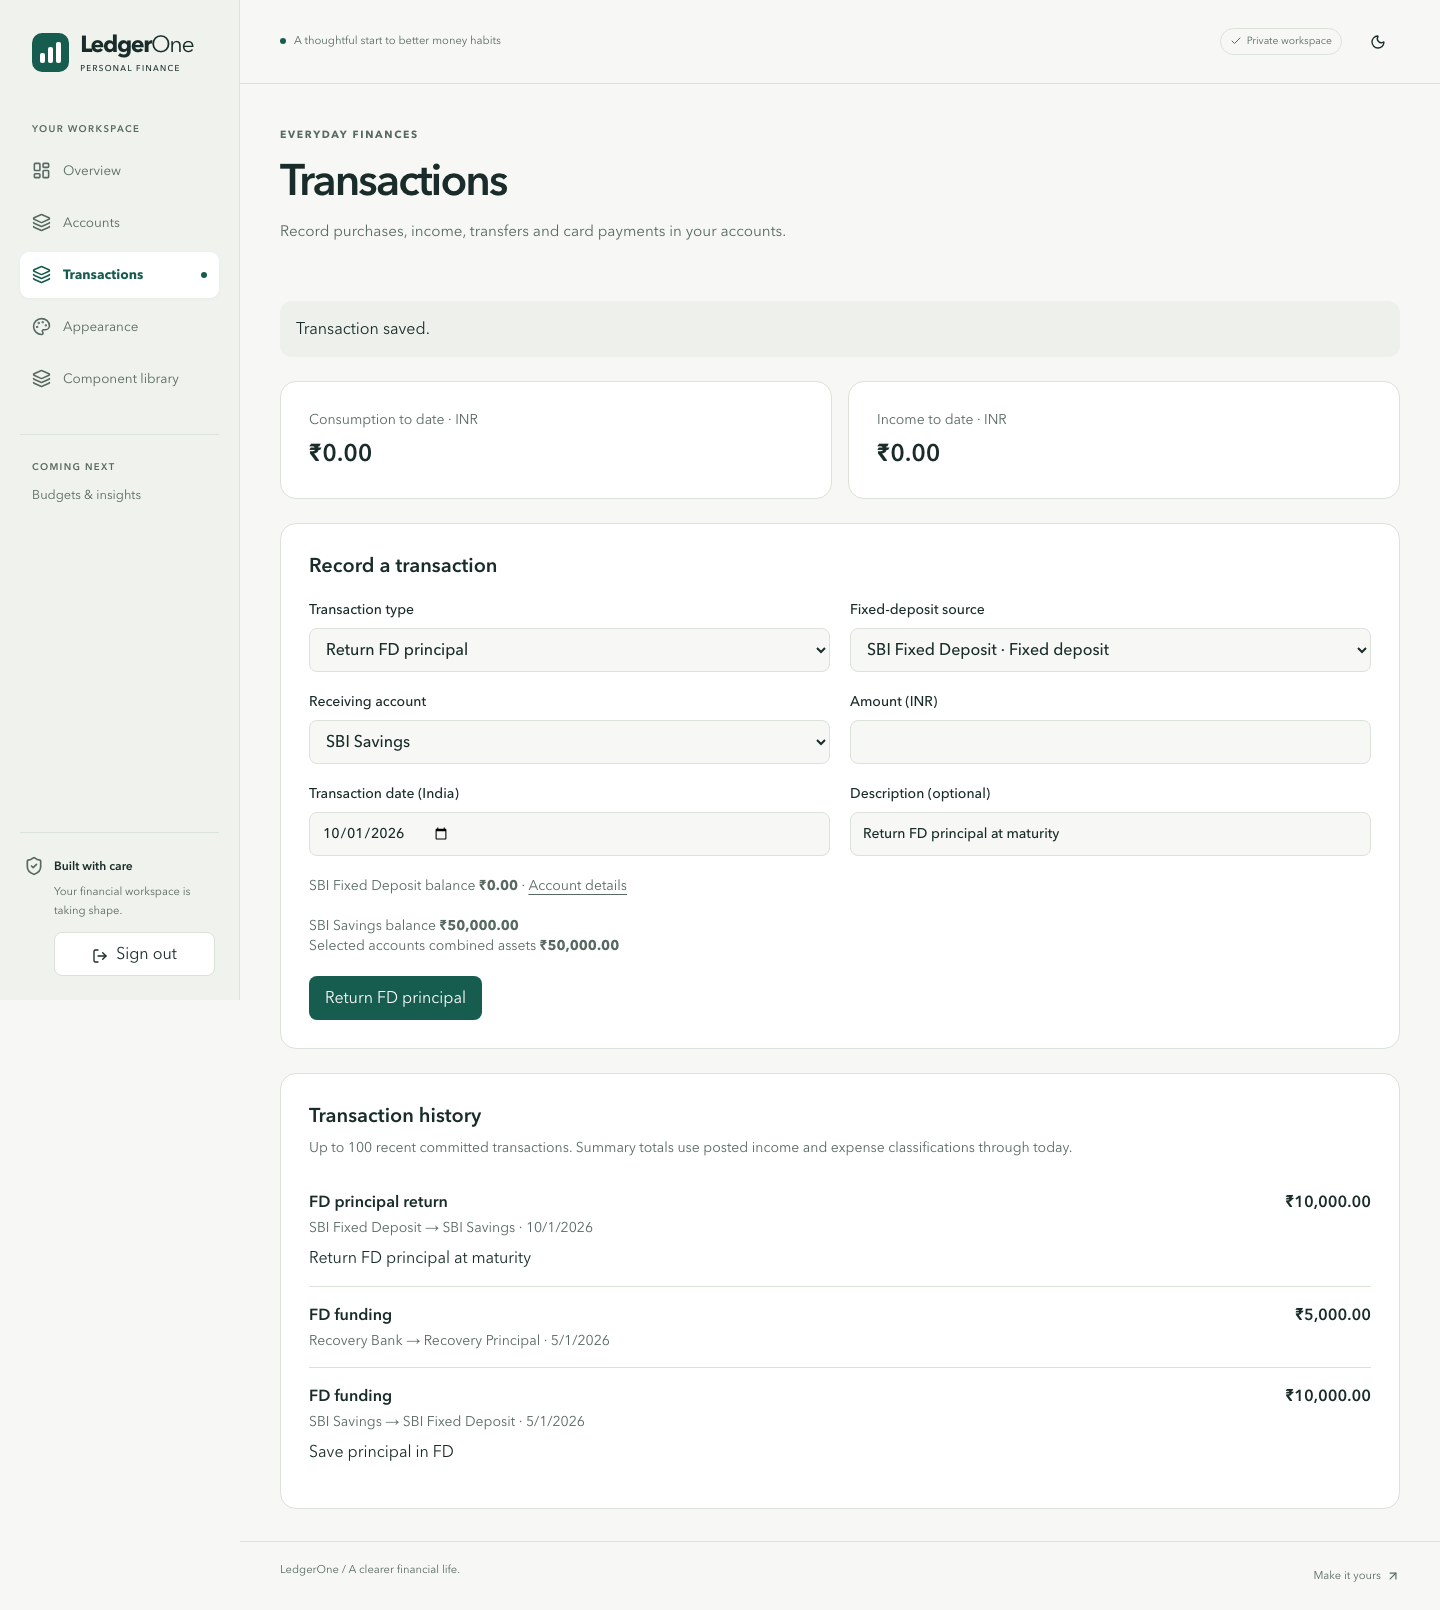 LedgerOne
PERSONAL FINANCE
YOUR WORKSPACE
Overview
Accounts
Transactions
Appearance
Component library
COMING NEXT
Budgets & insights
Built with care
Your financial workspace is
taking shape.
Sign out
A thoughtful start to better money habits
Private workspace
EVERYDAY FINANCES
Transactions
Record purchases, income, transfers and card payments in your accounts.
Transaction saved.
Consumption to date · INR
₹0.00
Income to date · INR
₹0.00
Record a transaction
Transaction type
Return FD principal
Fixed-deposit source
SBI Fixed Deposit · Fixed deposit
Receiving account
SBI Savings
Amount (INR)
Transaction date (India)
10/01/2026
Description (optional)
Return FD principal at maturity
SBI Fixed Deposit balance ₹0.00 · Account details
SBI Savings balance ₹50,000.00
Selected accounts combined assets ₹50,000.00
Return FD principal
Transaction history
Up to 100 recent committed transactions. Summary totals use posted income and expense classifications through today.
FD principal return ₹10,000.00
SBI Fixed Deposit → SBI Savings · 10/1/2026
Return FD principal at maturity
FD funding ₹5,000.00
Recovery Bank → Recovery Principal · 5/1/2026
FD funding ₹10,000.00
SBI Savings → SBI Fixed Deposit · 5/1/2026
Save principal in FD
LedgerOne / A clearer financial life.
Make it yours